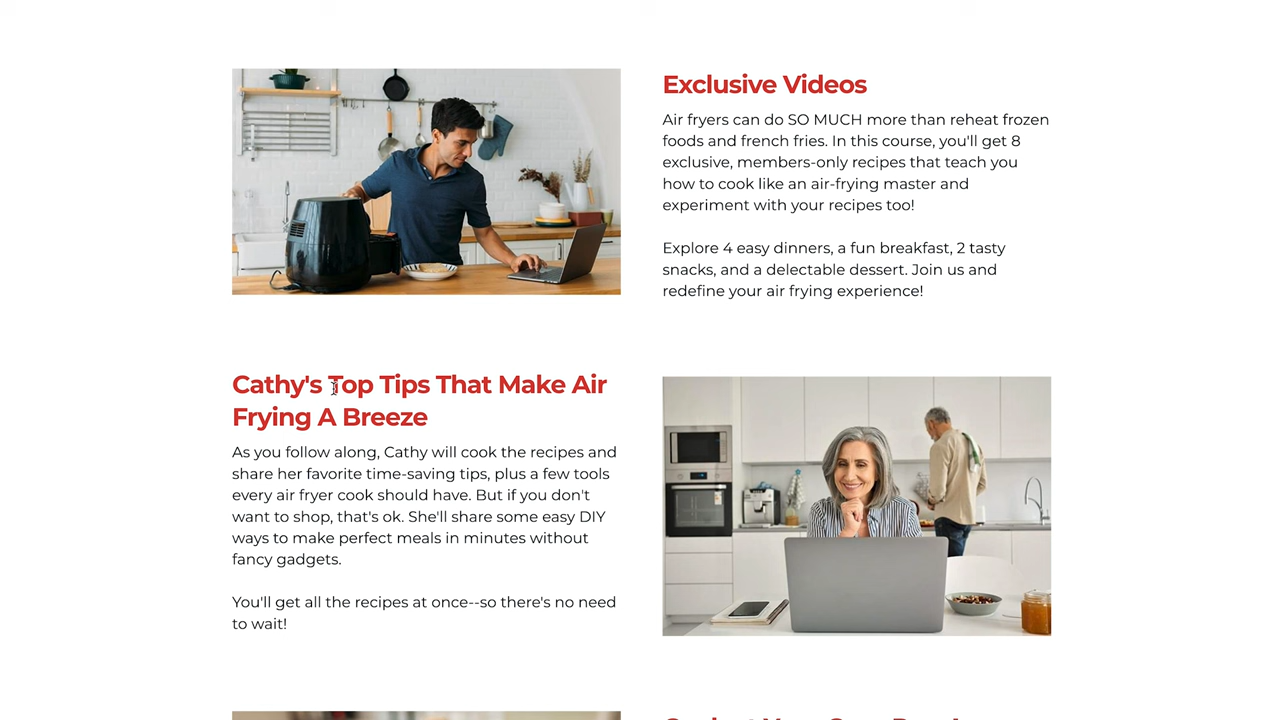 Exclusive Videos
Air fryers can do SO MUCH more than reheat frozen
foods and french fries. In this course, you'll get 8
exclusive, members-only recipes that teach you
how to cook like an air-frying master and
experiment with your recipes too!
Explore 4 easy dinners, a fun breakfast, 2 tasty
snacks, and a delectable dessert. Join us and
redefine your air frying experience!
Cathy's Top Tips That Make Air
Frying A Breeze
As you follow along, Cathy will cook the recipes and
share her favorite time-saving tips, plus a few tools
every air fryer cook should have. But if you don't
want to shop, that's ok. She'll share some easy DIY
ways to make perfect meals in minutes without
fancy gadgets.
You'll get all the recipes at once--so there's no need
to wait!